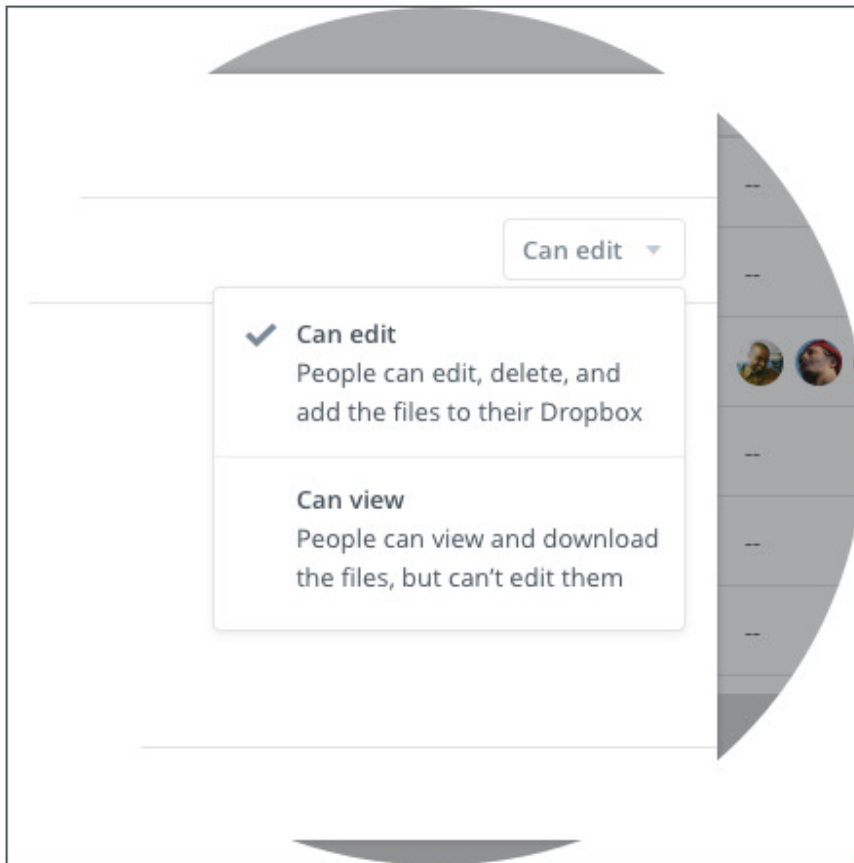 --
--
Can edit
Can edit
People can edit, delete, and
add the files to their Dropbox
--
Can view
People can view and download
the files, but can’t edit them
--
--